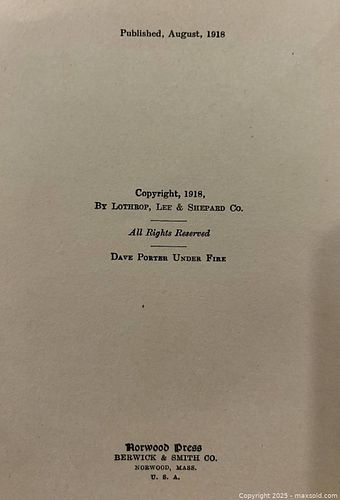 Published, August, 1918
Copyright, 1918,
By Lothrop, Lee & Shepard Co.
All Rights Reserved
Dave Porter Under Fire
Norwood Press
BERWICK & SMITH CO.
NORWOOD, MASS.
U. S. A.
Copyright 2025 - maxsold.com